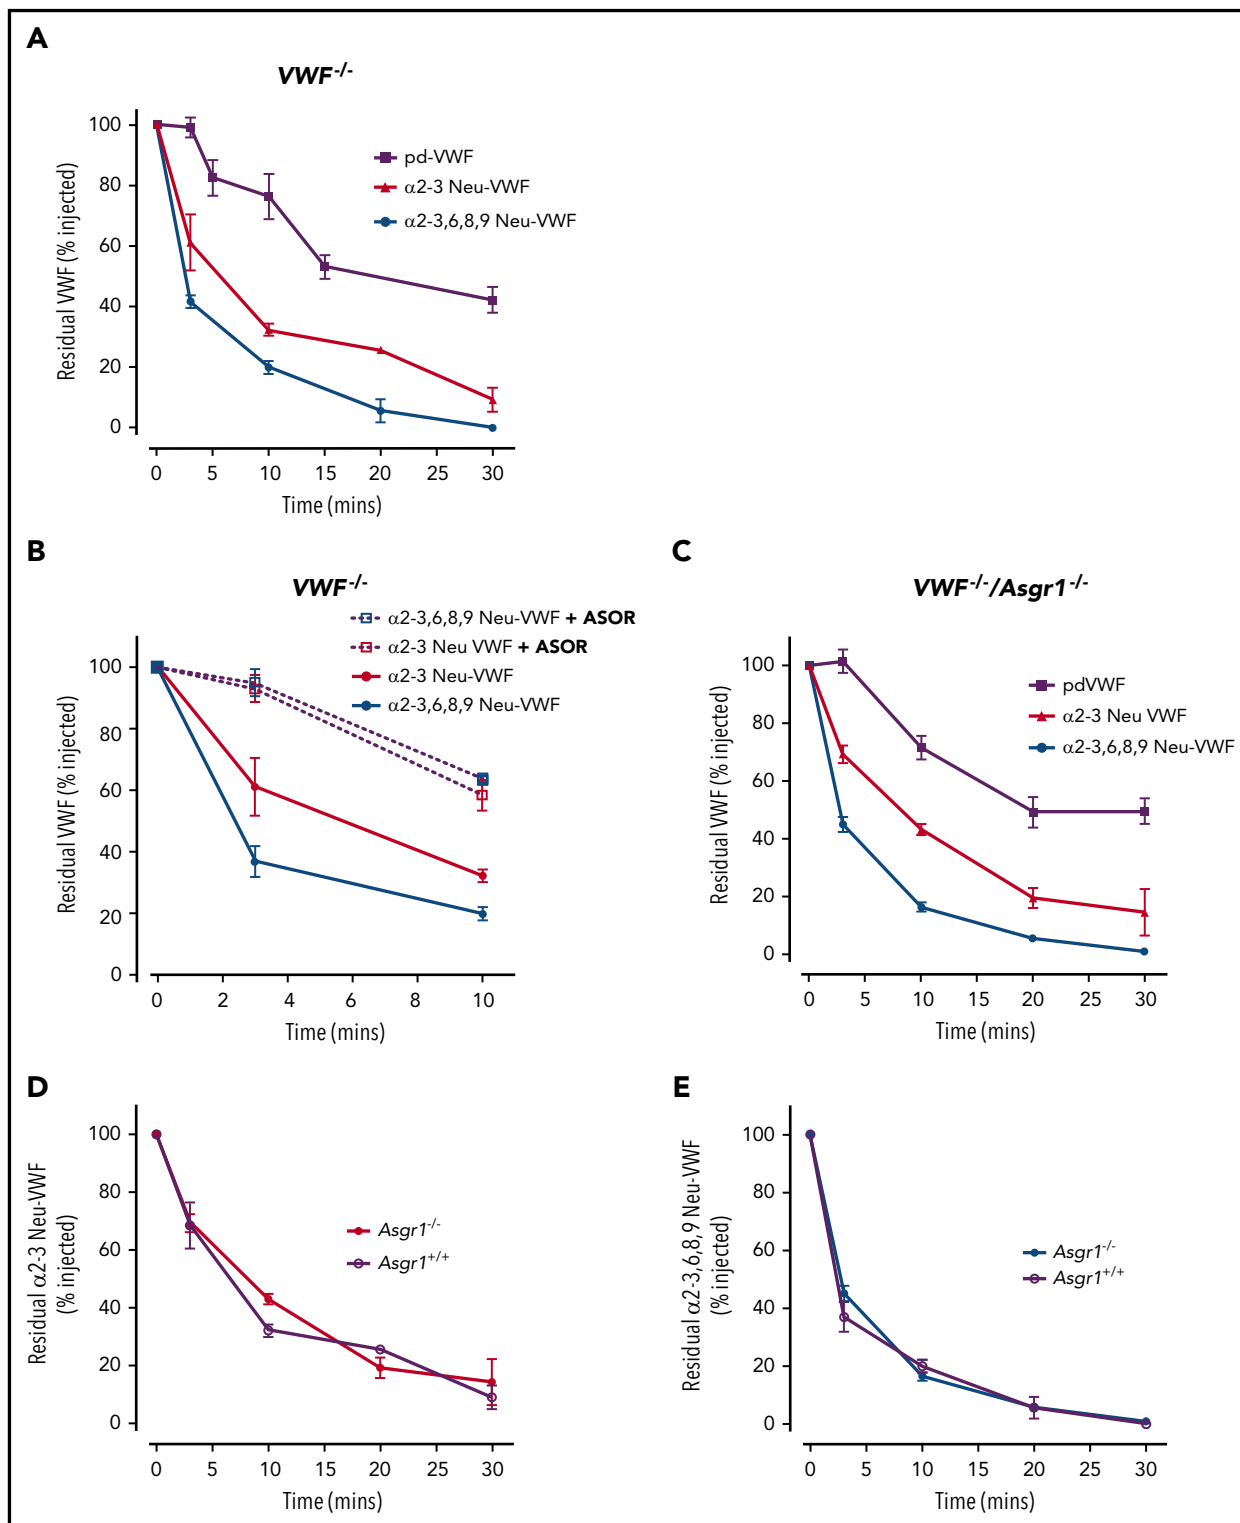 A
VWF-/-
100
80
60
40
20
0
Residual VWF (% injected)
pd-VWF
α2-3 Neu-VWF
α2-3,6,8,9 Neu-VWF
0 5 10 15 20 25 30
Time (mins)
B
VWF-/-
α2-3,6,8,9 Neu-VWF + ASOR
α2-3 Neu VWF + ASOR
α2-3 Neu-VWF
α2-3,6,8,9 Neu-VWF
100
80
60
40
20
0
Residual VWF (% injected)
0 2 4 6 8 10
Time (mins)
C
VWF-/-/Asgr1-/-
100
80
60
40
20
0
Residual VWF (% injected)
pdVWF
α2-3 Neu VWF
α2-3,6,8,9 Neu-VWF
0 5 10 15 20 25 30
Time (mins)
D
100
80
60
40
20
0
Residual α2-3 Neu-VWF
(% injected)
Asgr1-/-
Asgr1+/+
0 5 10 15 20 25 30
Time (mins)
E
100
80
60
40
20
0
Residual α2-3,6,8,9 Neu-VWF
(% injected)
Asgr1-/-
Asgr1+/+
0 5 10 15 20 25 30
Time (mins)